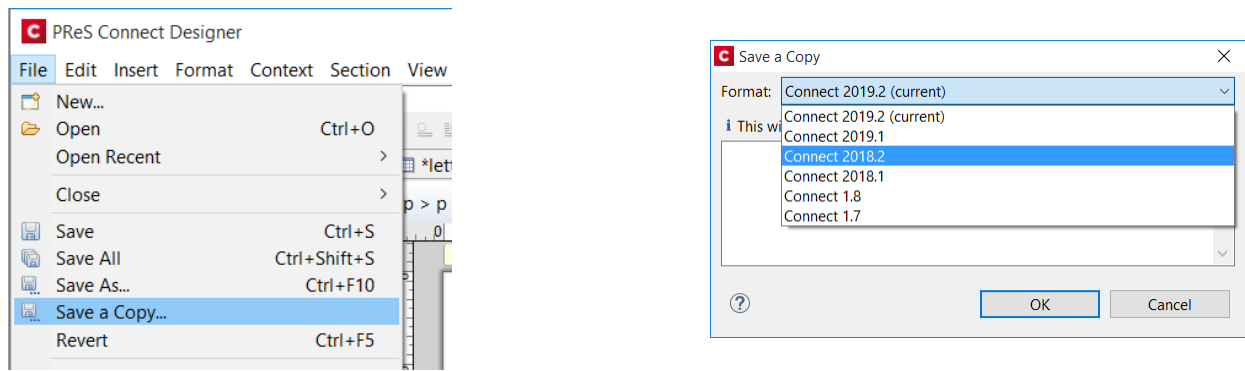 C PReS Connect Designer
File Edit Insert Format Context Section View
New...
Open Ctrl+O
Open Recent
*lett
Close
p > p
Save Ctrl+S
0
Save All Ctrl+Shift+S
Save As... Ctrl+F10
Save a Copy...
Revert Ctrl+F5
C Save a Copy
Format: Connect 2019.2 (current)
Connect 2019.2 (current)
i This wi
Connect 2019.1
Connect 2018.2
Connect 2018.1
Connect 1.8
Connect 1.7
? OK Cancel